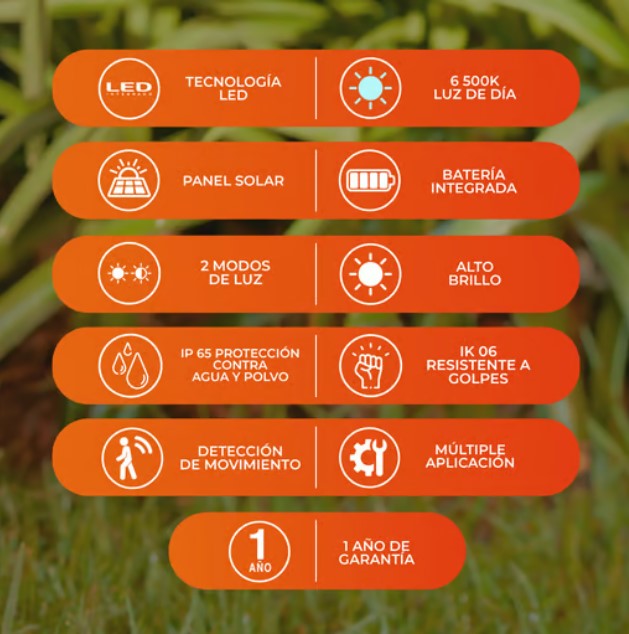 LED
INTEGRADO
TECNOLOGÍA
LED
6 500K
LUZ DE DÍA
PANEL SOLAR
BATERÍA
INTEGRADA
2 MODOS
DE LUZ
ALTO
BRILLO
IP 65 PROTECCIÓN
CONTRA
AGUA Y POLVO
IK 06
RESISTENTE A
GOLPES
DETECCIÓN
DE MOVIMIENTO
MÚLTIPLE
APLICACIÓN
1
AÑO
1 AÑO DE
GARANTÍA